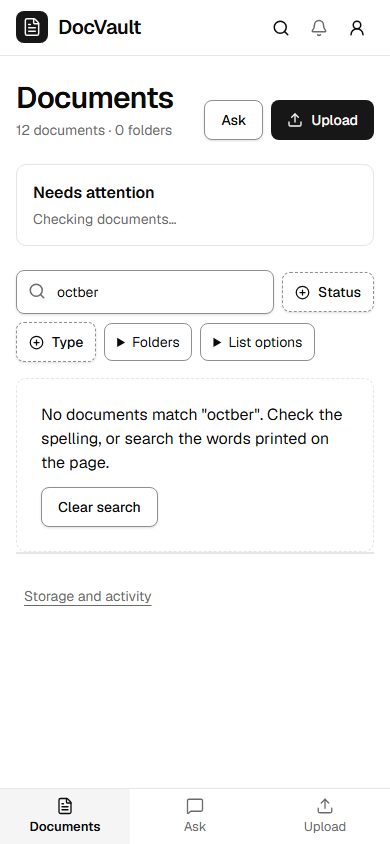 DocVault
Documents
12 documents · 0 folders
Ask
Upload
Needs attention
Checking documents…
octber
Status
Type
Folders
List options
No documents match "octber". Check the
spelling, or search the words printed on
the page.
Clear search
Storage and activity
Documents
Ask
Upload